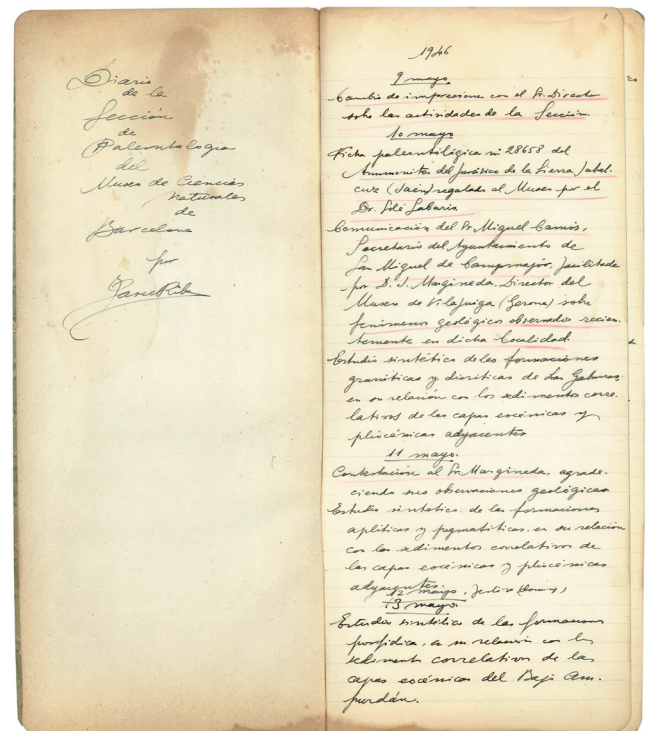 Diario
de la
Sección
de
Paleontología
del
Museo de Ciencias
Naturales
de
Barcelona
por
1
1946
9 mayo
Cambio de impresiones con el Sr. Director
sobre las actividades de la Sección.
10 mayo
Ficha paleontológica nº 28658 del
Ammonites del Jurásico de la Sierra Jabal-
cuz (Jaén) regalado al Museo por el
Dr. Solé Sabarís
Comunicación del Sr. Miguel Camós,
Secretario del Ayuntamiento de
San Miguel de Campmajor, facilitada
por D. J. Margineda, Director del
Museo de Vilajuiga (Gerona) sobre
fenómenos geológicos observados recien-
temente en dicha localidad.
Estudio sintético de las formaciones
graníticas y dioríticas de Las Gabarras,
en su relación con los sedimentos corre-
lativos de las capas eocénicas y
pliocénicas adyacentes
11 mayo.
Contestación al Sr. Margineda, agrade-
ciendo sus observaciones geológicas
Estudio sintético de las formaciones
aplíticas y pegmatíticas, en su relación
con los sedimentos correlativos de
las capas eocénicas y pliocénicas
adyacentes.
12 mayo, festivo (domingo)
13 mayo
Estudio sintético de las formaciones
porfídica, en su relación con los
sedimentos correlativos de las
capas eocénicas del Bajo Am-
purdán.